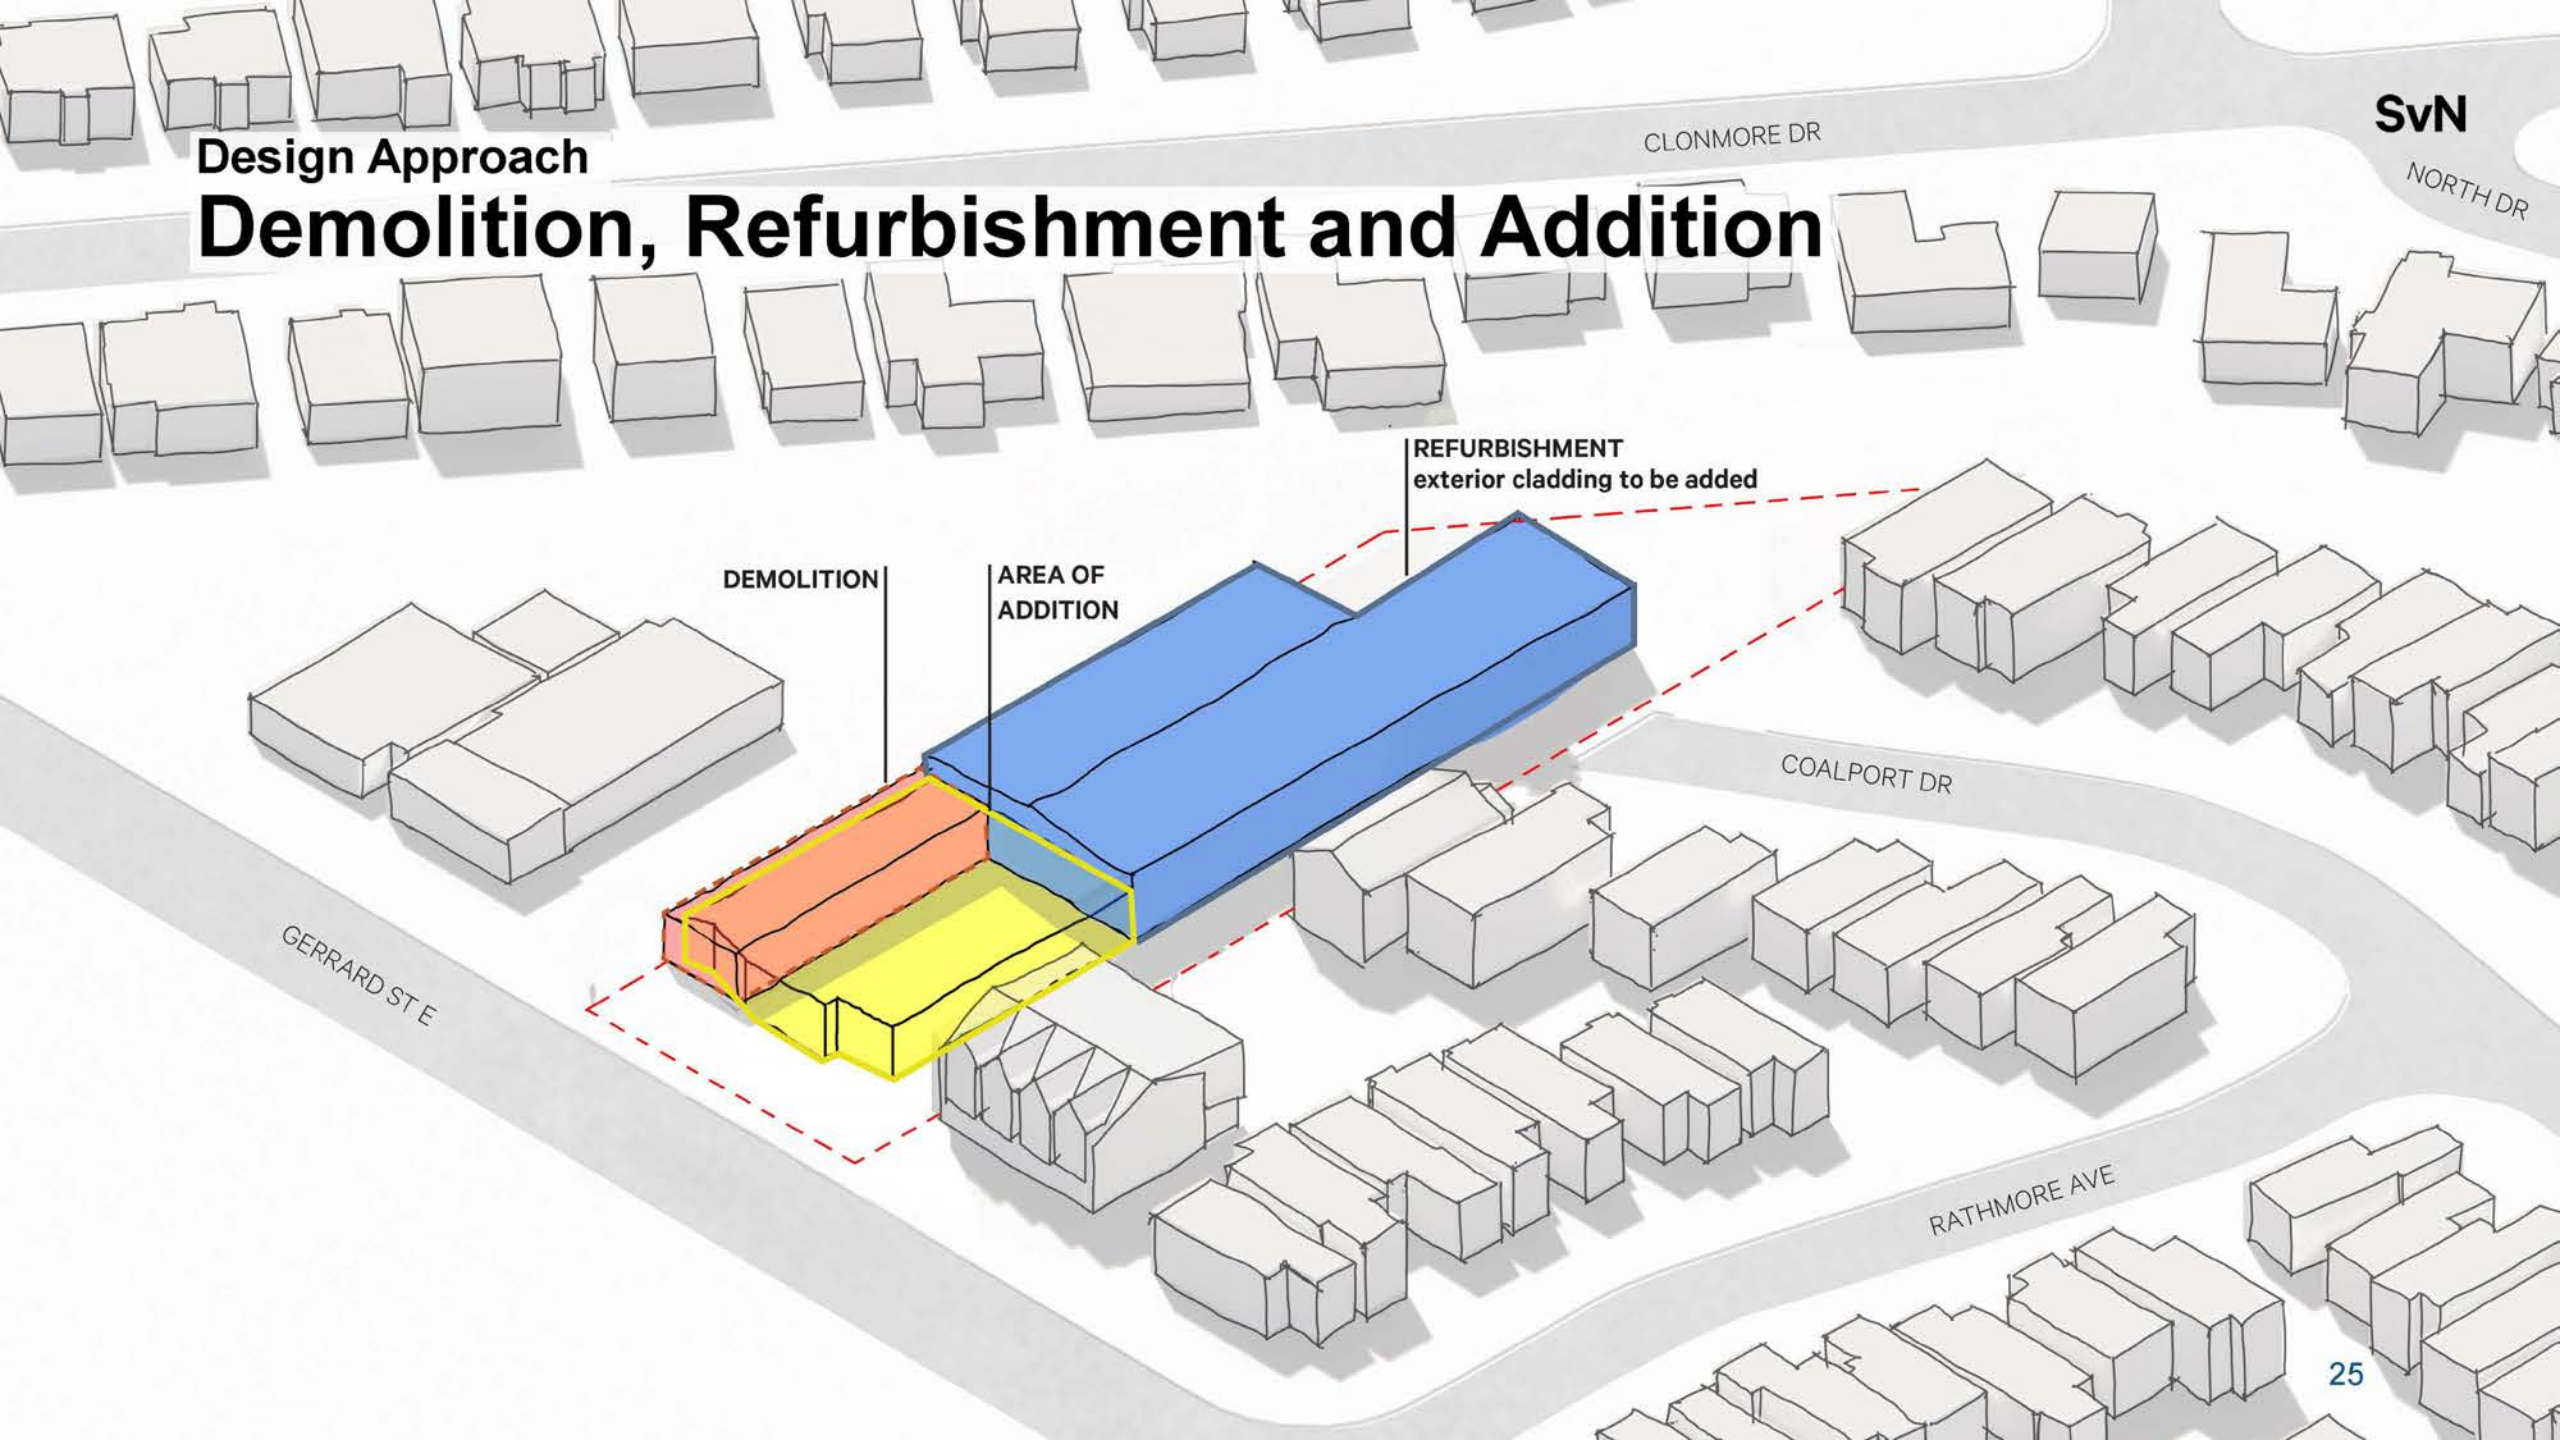 SvN
CLONMORE DR
NORTH DR
Design Approach
Demolition, Refurbishment and Addition
REFURBISHMENT
exterior cladding to be added
DEMOLITION
AREA OF
ADDITION
COALPORT DR
GERRARD ST E
RATHMORE AVE
25